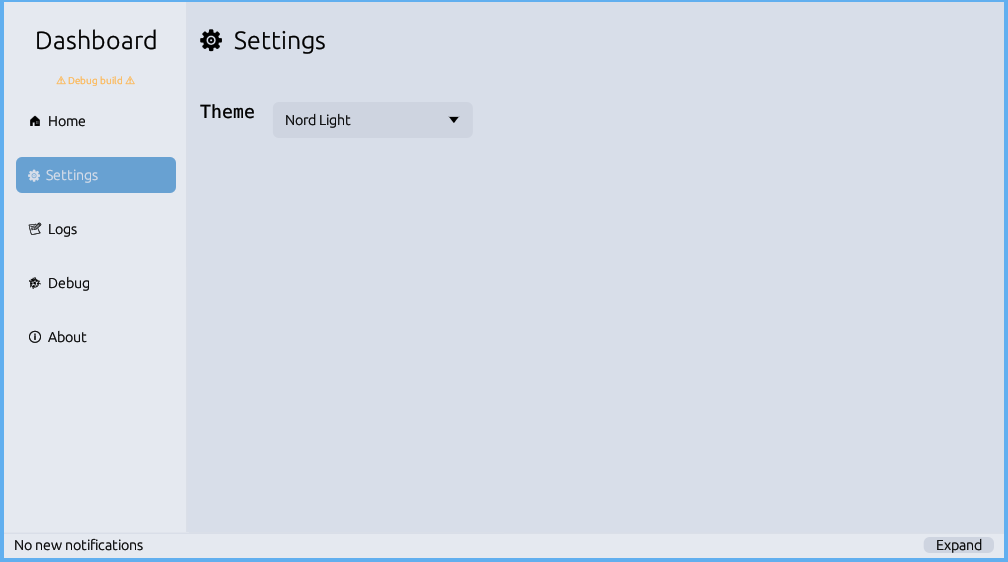 Dashboard
⚠ Debug build ⚠
Home
Settings
Logs
Debug
About
Settings
Theme
Nord Light
No new notifications
Expand